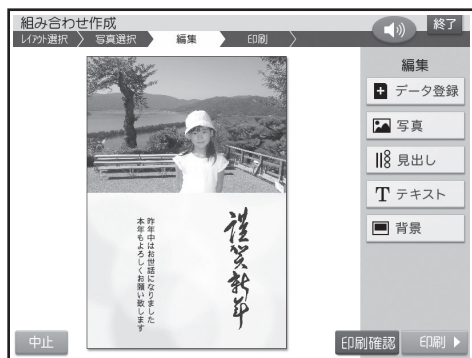 組み合わせ作成
終了
ﾚｲｱｳﾄ選択
写真選択
編集
印刷
編集
データ登録
写真
見出し
テキスト
背景
謹賀新年
昨年中はお世話になりました
本年もよろしくお願い致します
中止
印刷確認
印刷